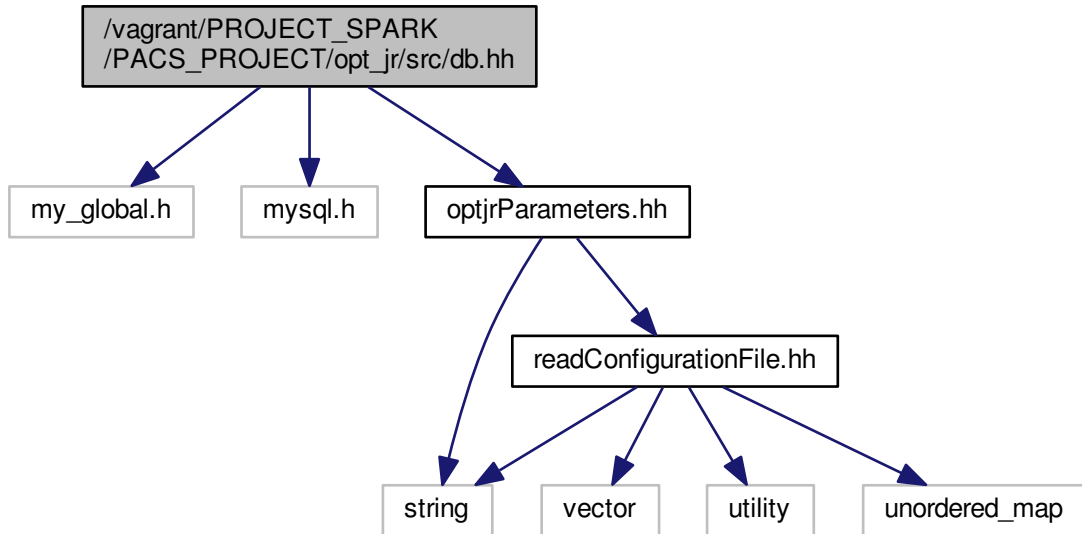 /vagrant/PROJECT_SPARK
/PACS_PROJECT/opt_jr/src/db.hh
my_global.h
mysql.h
optjrParameters.hh
readConfigurationFile.hh
string
vector
utility
unordered_map